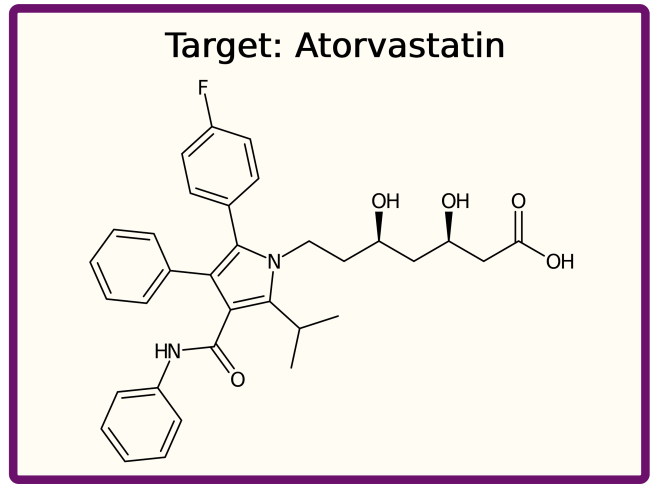 Target: Atorvastatin
F
OH OH O
N OH
HN
O